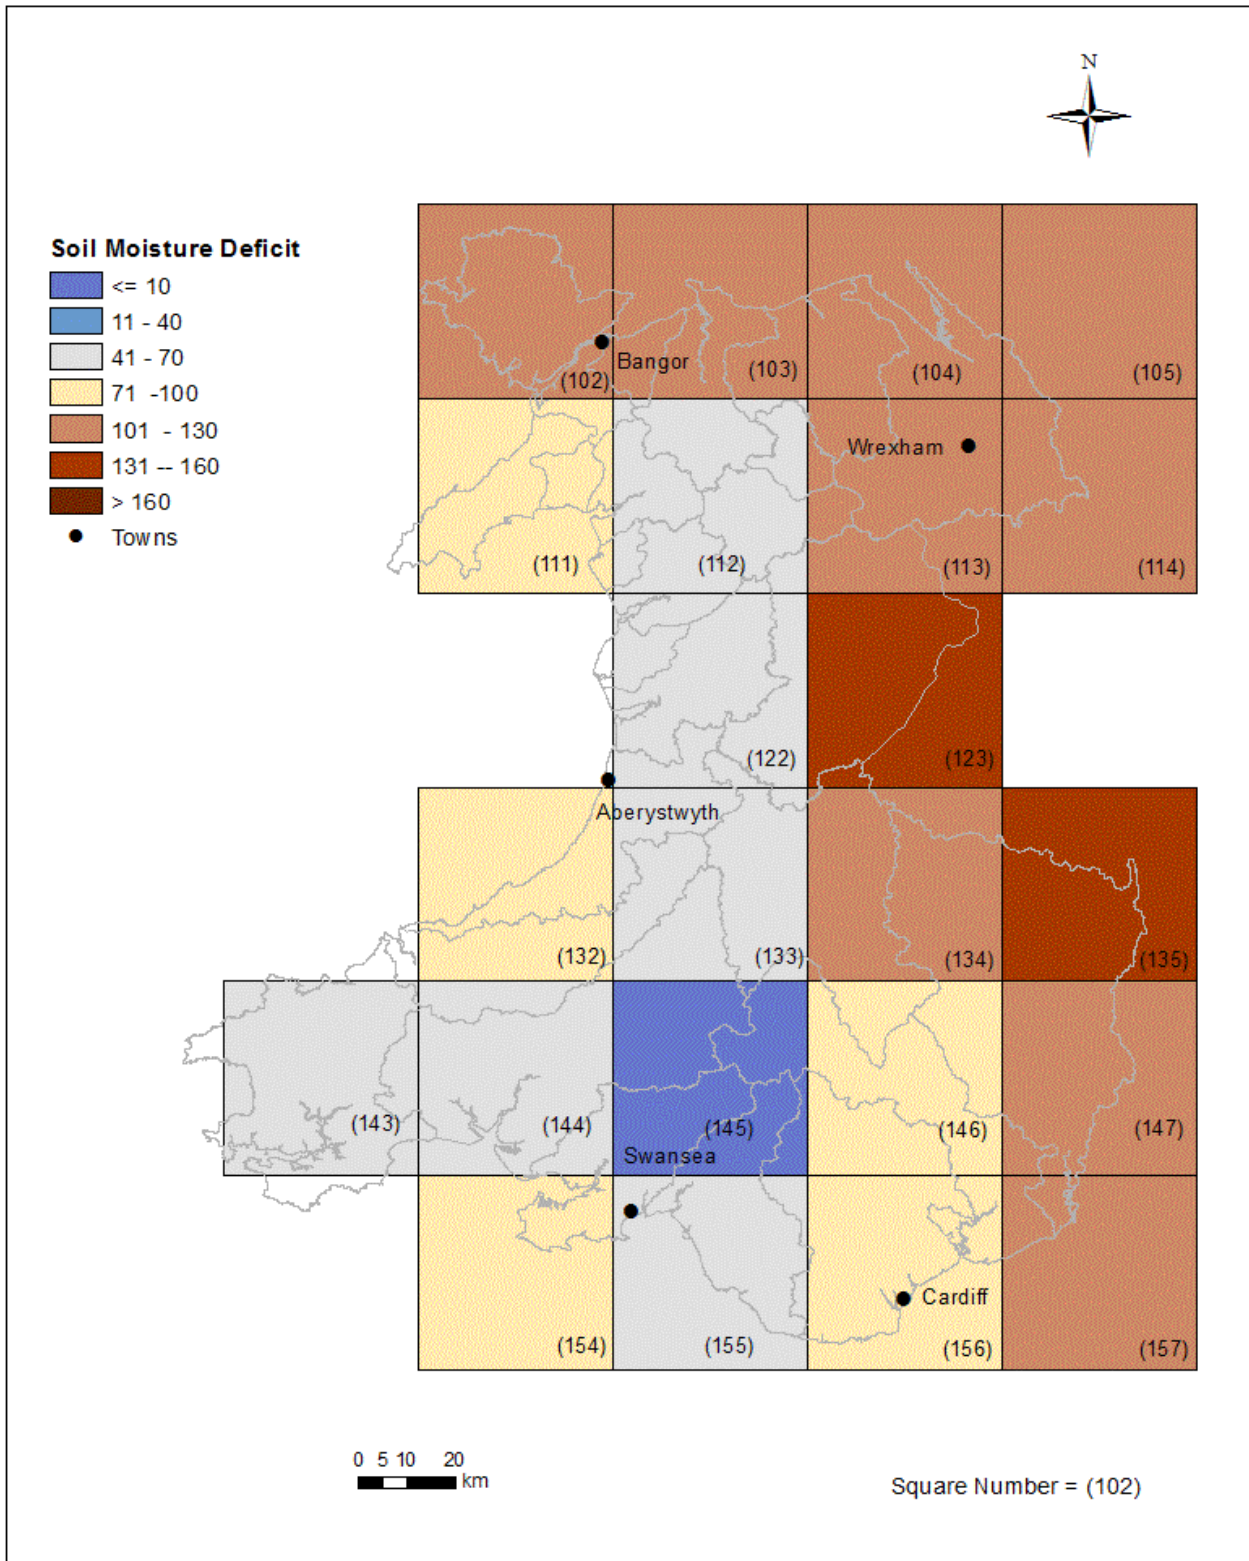 N
Soil Moisture Deficit
<= 10
11 - 40
41 - 70
71 -100
101 - 130
131 -- 160
> 160
Towns
Bangor
(102)
(103)
(104)
(105)
Wrexham
(111)
(112)
(113)
(114)
(122)
(123)
Aberystwyth
(132)
(133)
(134)
(135)
(143)
(144)
(145)
(146)
(147)
Swansea
Cardiff
(154)
(155)
(156)
(157)
0 5 10 20
km
Square Number = (102)